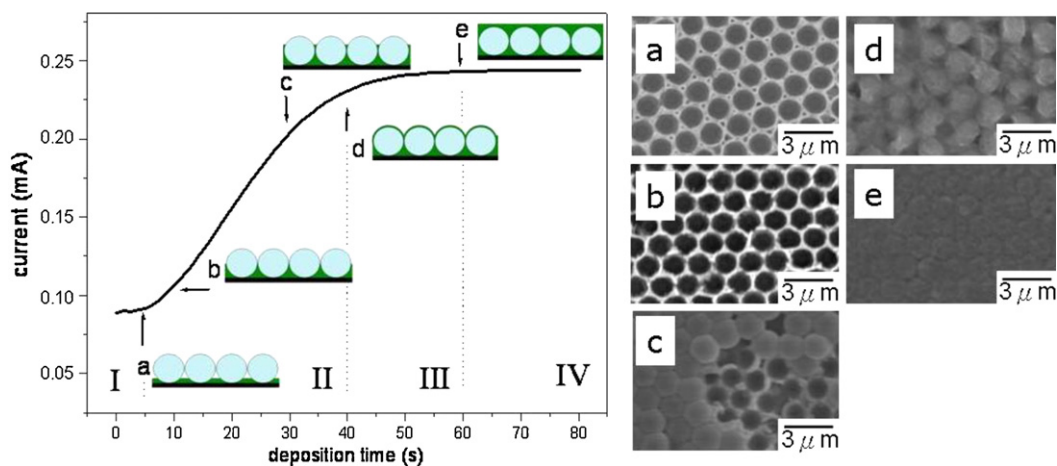 current (mA)
0.25
0.20
0.15
0.10
0.05
0 10 20 30 40 50 60 70 80
deposition time (s)
a
b
c
d
e
I II III IV
a
3 μm
b
3 μm
c
3 μm
d
3 μm
e
3 μm